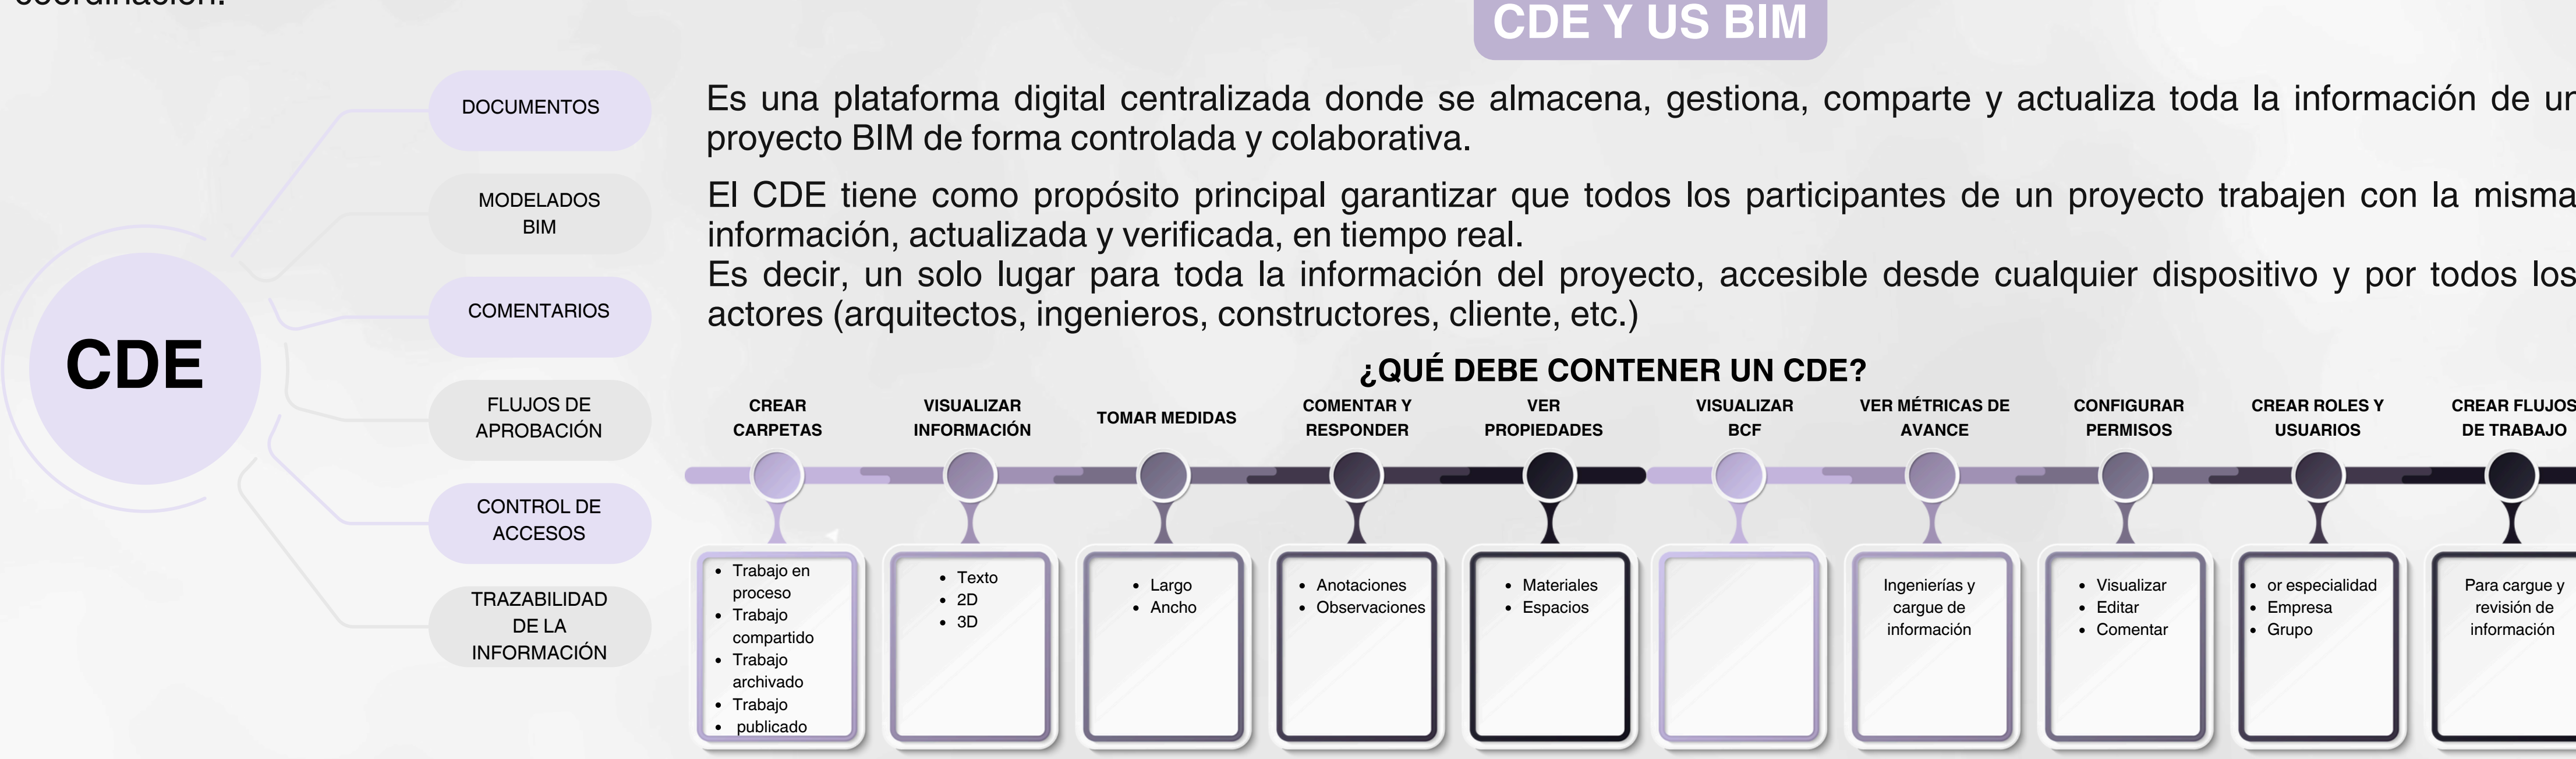 coordinación.
CDE Y US BIM
DOCUMENTOS
MODELADOS
BIM
COMENTARIOS
CDE
FLUJOS DE
APROBACIÓN
CONTROL DE
ACCESOS
TRAZABILIDAD
DE LA
INFORMACIÓN
Es una plataforma digital centralizada donde se almacena, gestiona, comparte y actualiza toda la información de un
proyecto BIM de forma controlada y colaborativa.
El CDE tiene como propósito principal garantizar que todos los participantes de un proyecto trabajen con la misma
información, actualizada y verificada, en tiempo real.
Es decir, un solo lugar para toda la información del proyecto, accesible desde cualquier dispositivo y por todos los
actores (arquitectos, ingenieros, constructores, cliente, etc.)
¿QUÉ DEBE CONTENER UN CDE?
CREAR
CARPETAS
• Trabajo en
proceso
• Trabajo
compartido
• Trabajo
archivado
• Trabajo
• publicado
VISUALIZAR
INFORMACIÓN
• Texto
• 2D
• 3D
TOMAR MEDIDAS
• Largo
• Ancho
COMENTAR Y
RESPONDER
• Anotaciones
• Observaciones
VER
PROPIEDADES
• Materiales
• Espacios
VISUALIZAR
BCF
VER MÉTRICAS DE
AVANCE
Ingenierías y
cargue de
información
CONFIGURAR
PERMISOS
• Visualizar
• Editar
• Comentar
CREAR ROLES Y
USUARIOS
• or especialidad
• Empresa
• Grupo
CREAR FLUJOS
DE TRABAJO
Para cargue y
revisión de
información